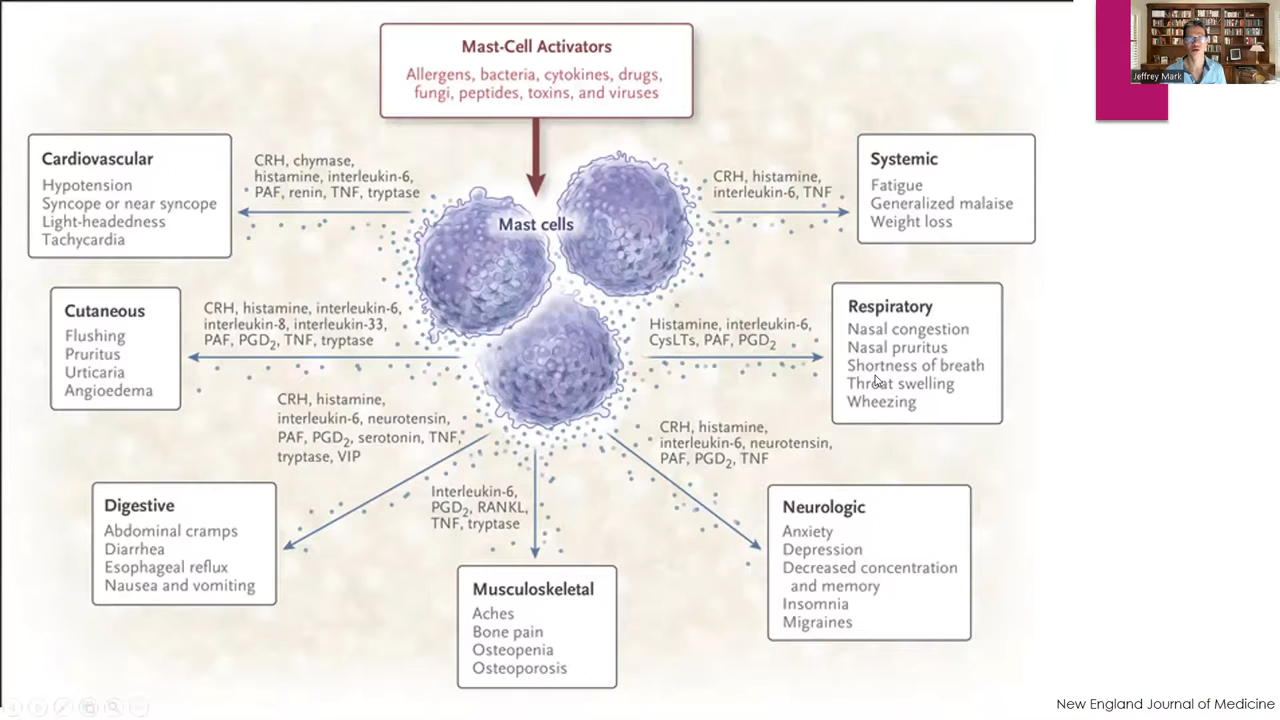 Mast-Cell Activators
Allergens, bacteria, cytokines, drugs,
fungi, peptides, toxins, and viruses
Jeffrey Mark
Cardiovascular
Hypotension
Syncope or near syncope
Light-headedness
Tachycardia
CRH, chymase,
histamine, interleukin-6,
PAF, renin, TNF, tryptase
Mast cells
CRH, histamine,
interleukin-6, TNF
Systemic
Fatigue
Generalized malaise
Weight loss
Cutaneous
Flushing
Pruritus
Urticaria
Angioedema
CRH, histamine, interleukin-6,
interleukin-8, interleukin-33,
PAF, PGD₂, TNF, tryptase
Histamine, interleukin-6,
CysLTs, PAF, PGD₂
Respiratory
Nasal congestion
Nasal pruritus
Shortness of breath
Throat swelling
Wheezing
CRH, histamine,
interleukin-6, neurotensin,
PAF, PGD₂, serotonin, TNF,
tryptase, VIP
CRH, histamine,
interleukin-6, neurotensin,
PAF, PGD₂, TNF
Digestive
Abdominal cramps
Diarrhea
Esophageal reflux
Nausea and vomiting
Interleukin-6,
PGD₂, RANKL,
TNF, tryptase
Musculoskeletal
Aches
Bone pain
Osteopenia
Osteoporosis
Neurologic
Anxiety
Depression
Decreased concentration
and memory
Insomnia
Migraines
New England Journal of Medicine